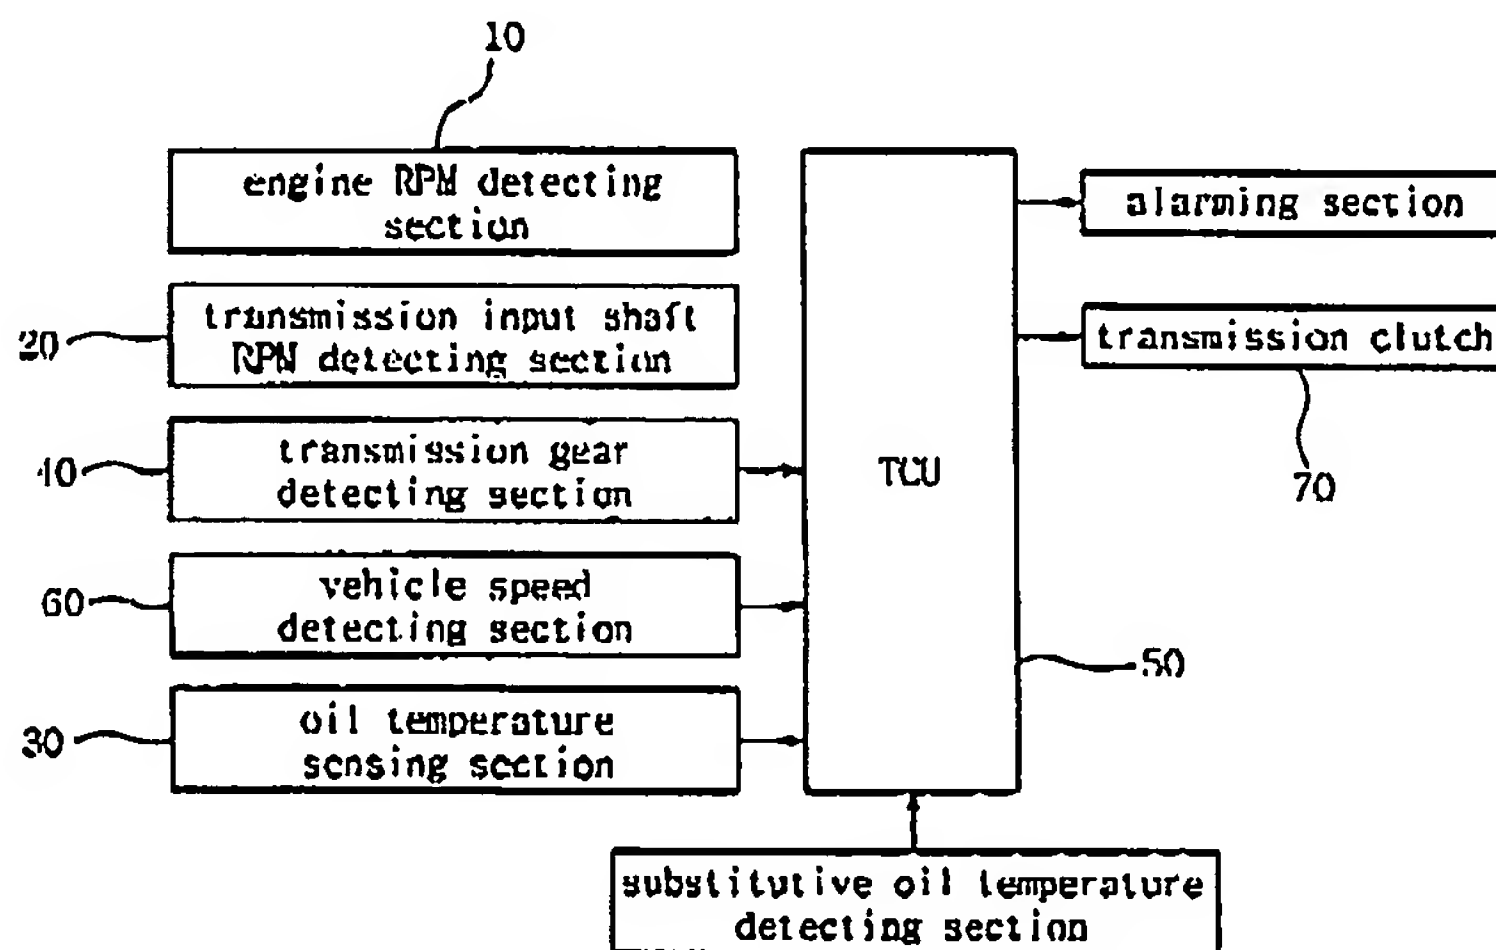 10
engine RPM detecting
section
alarming section
20
transmission input shaft
RPM detecting section
transmission clutch
40
transmission gear
detecting section
TCU
70
60
vehicle speed
detecting section
50
30
oil temperature
sensing section
substitutive oil temperature
detecting section